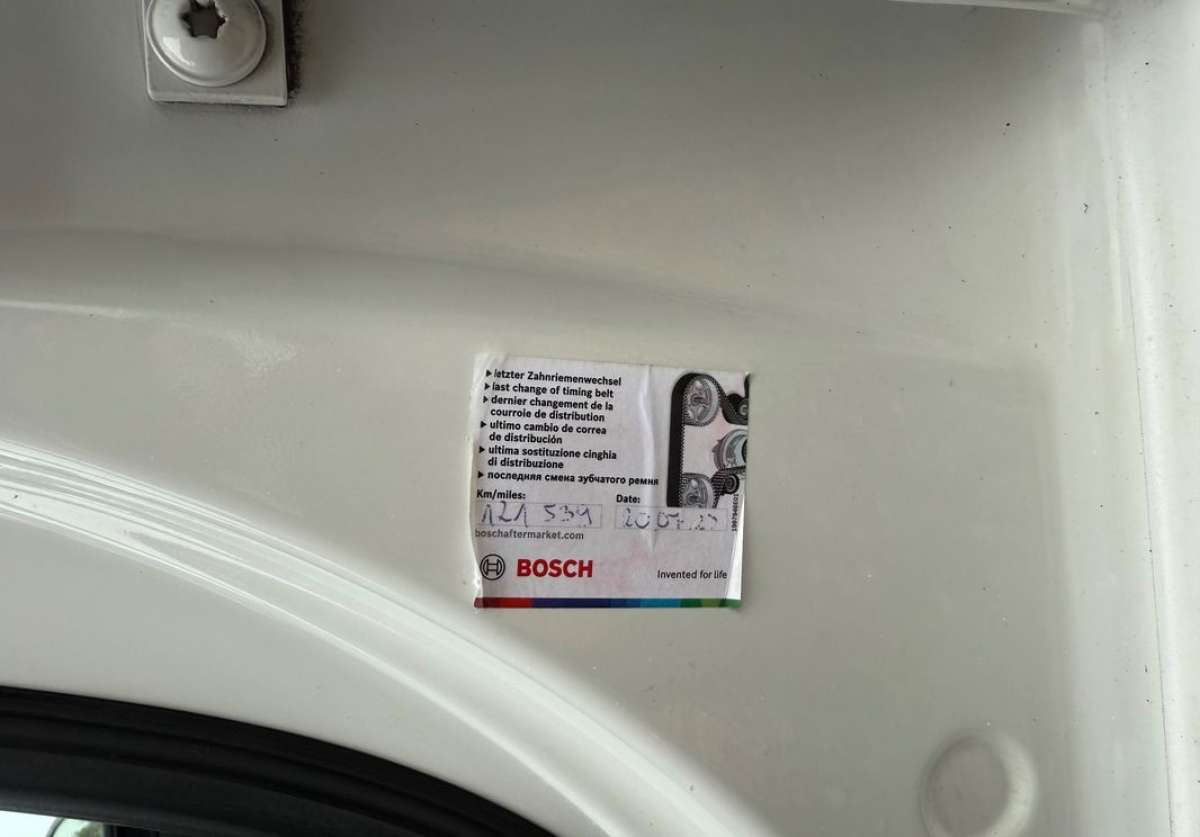 letzter Zahnriemenwechsel
last change of timing belt
dernier changement de la
courroie de distribution
ultimo cambio de correa
de distribución
ultima sostituzione cinghia
di distribuzione
последняя смена зубчатого ремня
Km/miles: Date:
121 534
boschaftermarket.com
BOSCH Invented for life